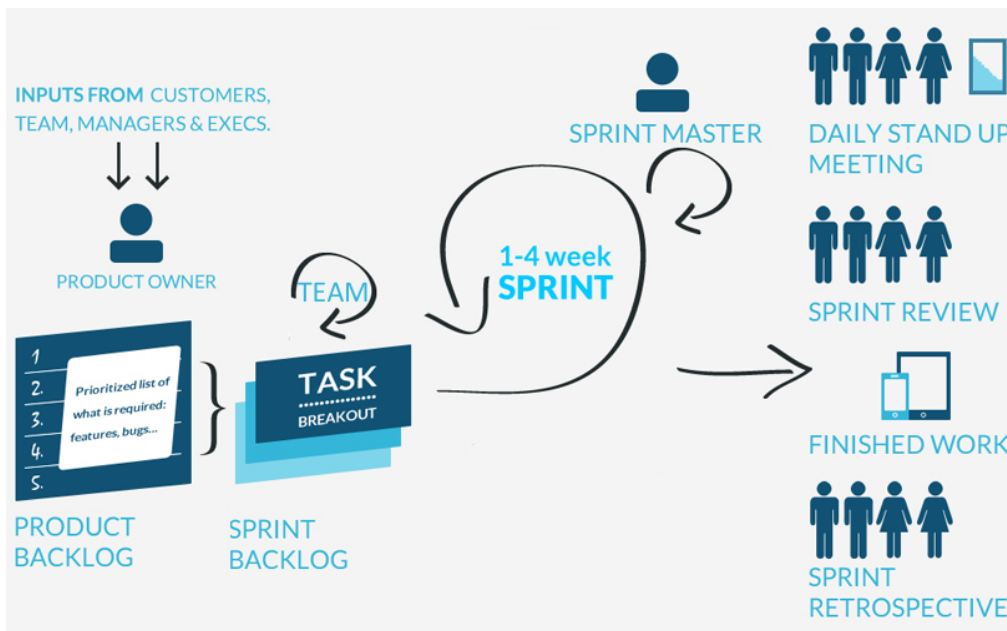 INPUTS FROM CUSTOMERS,
TEAM, MANAGERS & EXECS.
PRODUCT OWNER
1
2.
3.
4.
5.
Prioritized list of
what is required:
features, bugs...
PRODUCT
BACKLOG
TEAM
TASK
BREAKOUT
SPRINT
BACKLOG
1-4 week
SPRINT
SPRINT MASTER
DAILY STAND UP
MEETING
SPRINT REVIEW
FINISHED WORK
SPRINT
RETROSPECTIVE